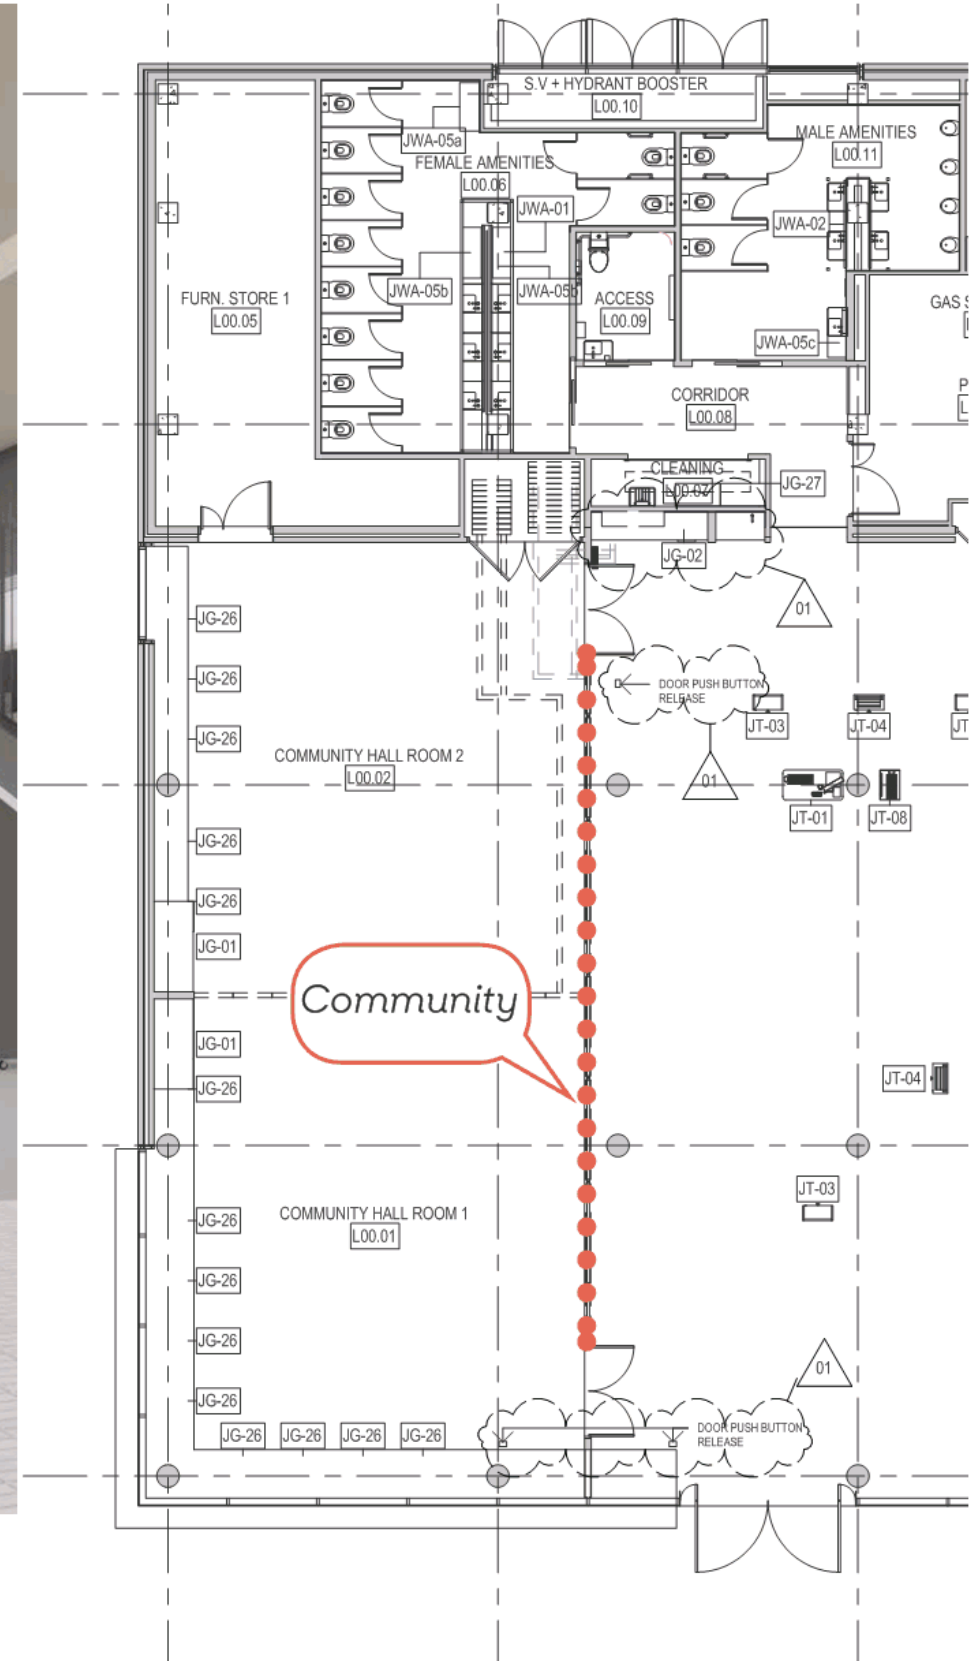 S.V + HYDRANT BOOSTER
L00.10
MALE AMENITIES
L00.11
JWA-05a
FEMALE AMENITIES
L00.06
JWA-01
JWA-02
JWA-05b
JWA-05b
FURN. STORE 1
L00.05
ACCESS
L00.09
GAS
JWA-05c
CORRIDOR
L00.08
P
L
CLEANING
L00.07
JG-27
JG-02
01
JG-26
JG-26
DOOR PUSH BUTTON
RELEASE
JT-03
JT-04
JT
JG-26
COMMUNITY HALL ROOM 2
L00.02
01
JT-01
JT-08
JG-26
JG-26
JG-01
Community
JG-01
JG-26
JT-04
JT-03
COMMUNITY HALL ROOM 1
L00.01
JG-26
JG-26
JG-26
01
JG-26
JG-26
JG-26
JG-26
JG-26
DOOR PUSH BUTTON
RELEASE